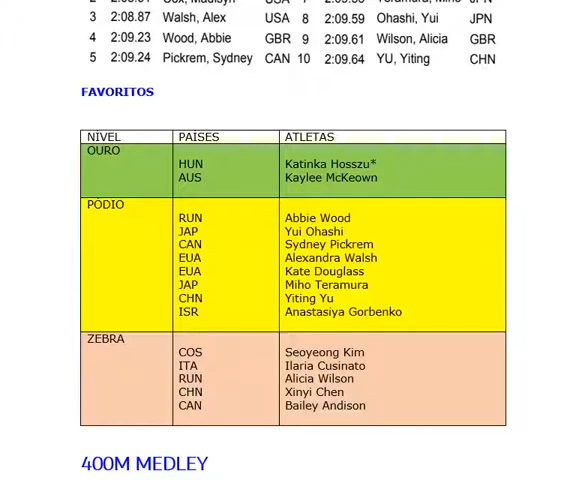 3 2:08.87 Walsh, Alex USA 8 2:09.59 Ohashi, Yui JPN
4 2:09.23 Wood, Abbie GBR 9 2:09.61 Wilson, Alicia GBR
5 2:09.24 Pickrem, Sydney CAN 10 2:09.64 YU, Yiting CHN
FAVORITOS
NÍVEL PAÍSES ATLETAS
OURO
HUN Katinka Hosszu*
AUS Kaylee McKeown
PÓDIO
RUN Abbie Wood
JAP Yui Ohashi
CAN Sydney Pickrem
EUA Alexandra Walsh
EUA Kate Douglass
JAP Miho Teramura
CHN Yiting Yu
ISR Anastasiya Gorbenko
ZEBRA
COS Seoyeong Kim
ITA Ilaria Cusinato
RUN Alicia Wilson
CHN Xinyi Chen
CAN Bailey Andison
400M MEDLEY